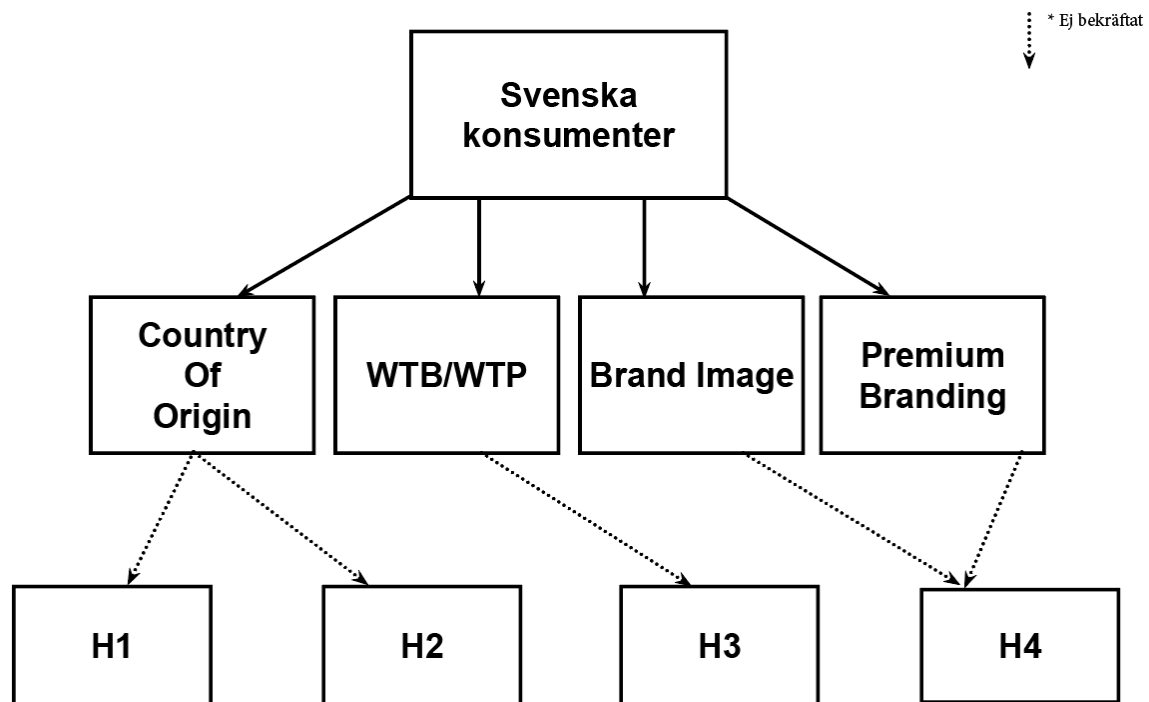 * Ej bekräftat
Svenska
konsumenter
Country
Of
Origin
WTB/WTP
Brand Image
Premium
Branding
H1
H2
H3
H4